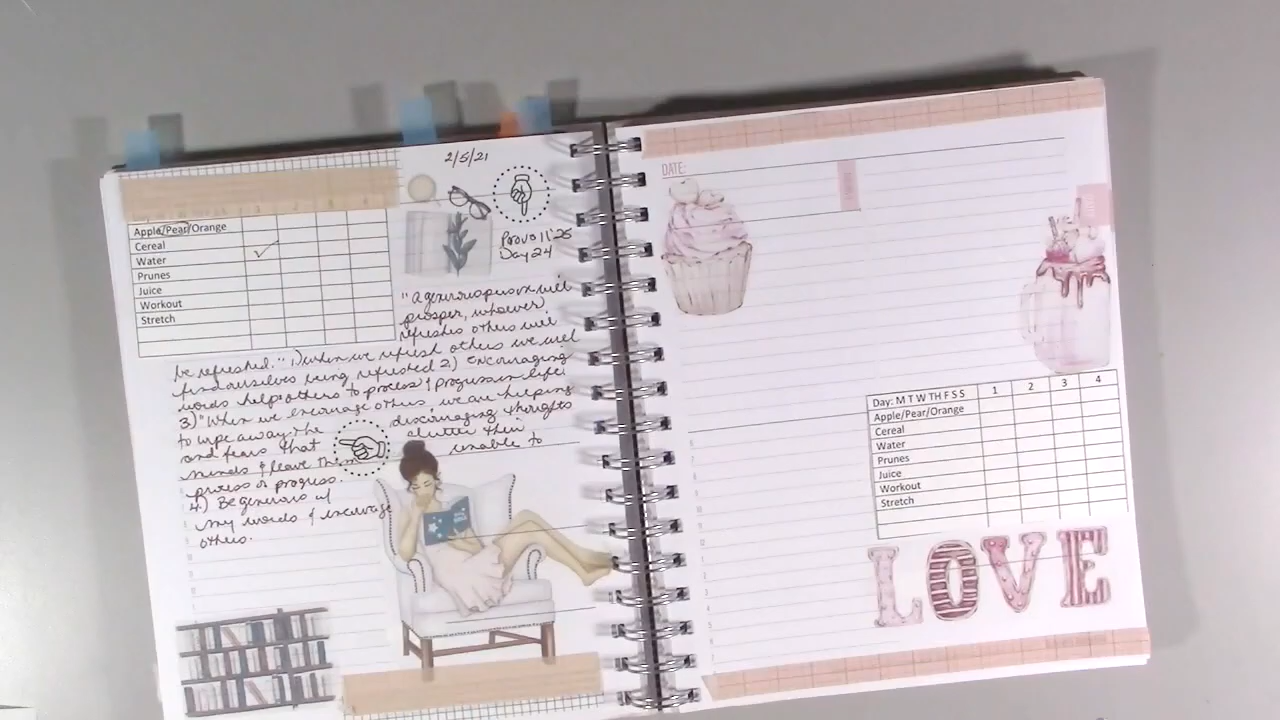 2/5/21
Apple/Pear/Orange
Cereal
Water
Prunes
Juice
Workout
Stretch
Prov 11:25
Day 24
"A generous person will
prosper, whoever
refreshes others will
be refreshed." 1) when we refresh others we will
find ourselves being refreshed 2) Encouraging
words help others to process & progress in life.
3) "When we encourage others we are helping
to wipe away the discouraging thoughts
and fears that clutter their
minds & leave them unable to
process or progress.
4) Be generous w/
my words & encourage
others.
DATE:
Day: M T W TH F S S 1 2 3 4
Apple/Pear/Orange
Cereal
Water
Prunes
Juice
Workout
Stretch
LOVE